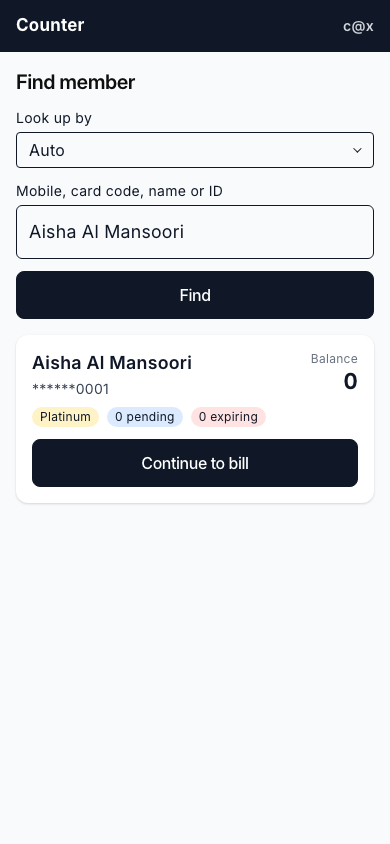 Counter
c@x
Find member
Look up by
Auto
Mobile, card code, name or ID
Aisha Al Mansoori
Find
Aisha Al Mansoori
Balance
******0001
0
Platinum
0 pending
0 expiring
Continue to bill